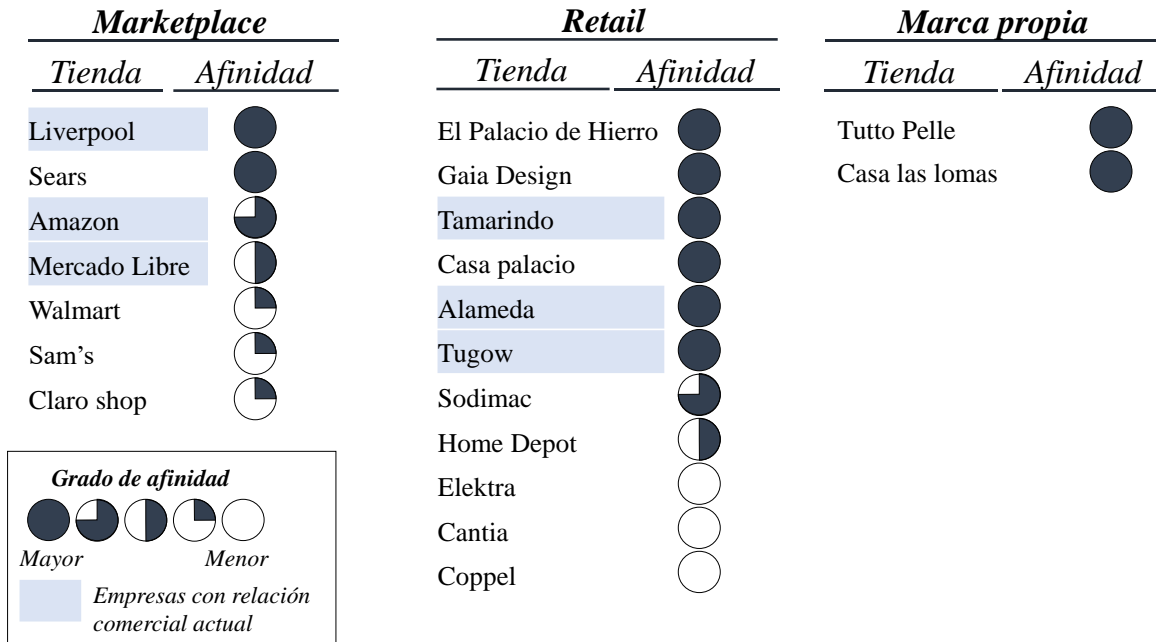 Marketplace
Tienda Afinidad
Liverpool
Sears
Amazon
Mercado Libre
Walmart
Sam’s
Claro shop
Grado de afinidad
Mayor Menor
Empresas con relación
comercial actual
Retail
Tienda Afinidad
El Palacio de Hierro
Gaia Design
Tamarindo
Casa palacio
Alameda
Tugow
Sodimac
Home Depot
Elektra
Cantia
Coppel
Marca propia
Tienda Afinidad
Tutto Pelle
Casa las lomas